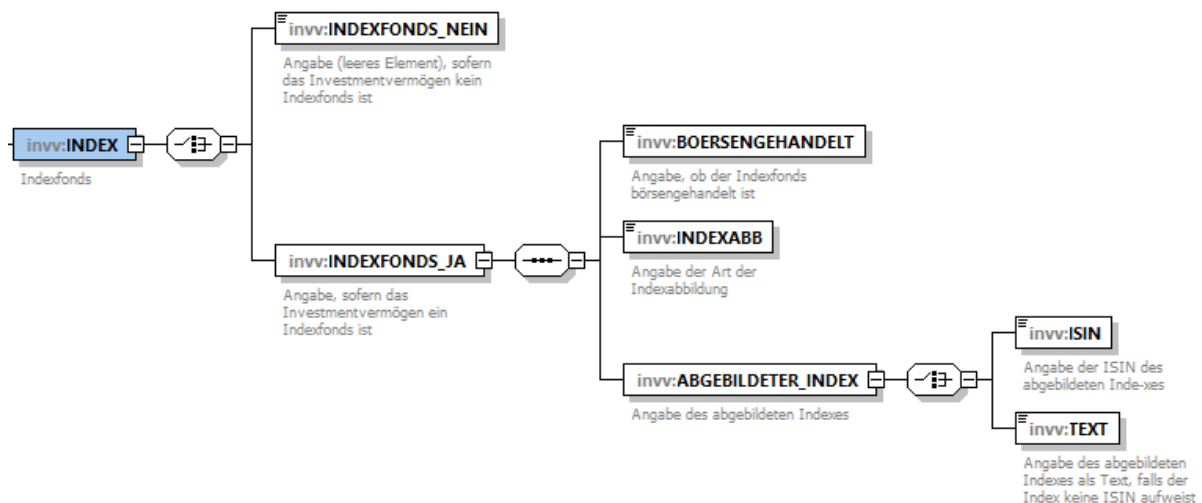 invv:INDEXFONDS_NEIN
Angabe (leeres Element), sofern
das Investmentvermögen kein
Indexfonds ist
invv:INDEX
Indexfonds
invv:INDEXFONDS_JA
Angabe, sofern das
Investmentvermögen ein
Indexfonds ist
invv:BOERSENGEHANDELT
Angabe, ob der Indexfonds
börsengehandelt ist
invv:INDEXABB
Angabe der Art der
Indexabbildung
invv:ABGEBILDETER_INDEX
Angabe des abgebildeten Indexes
invv:ISIN
Angabe der ISIN des
abgebildeten Inde-xes
invv:TEXT
Angabe des abgebildeten
Indexes als Text, falls der
Index keine ISIN aufweist